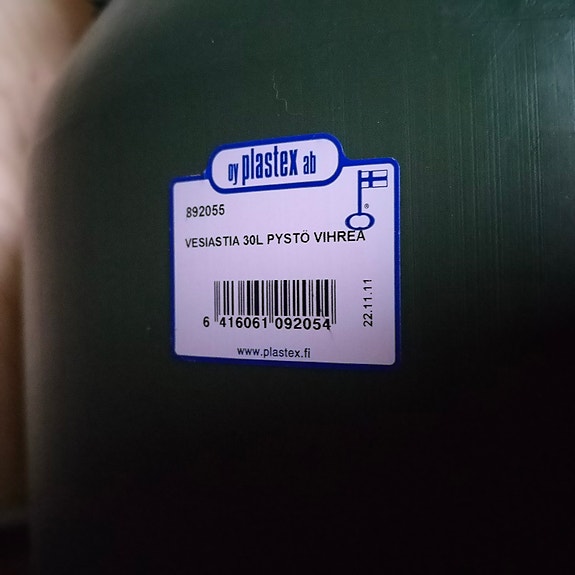 oy plastex ab
®
892055
VESIASTIA 30L PYSTÖ VIHREÄ
6 416061 092054
22.11.11
www.plastex.fi